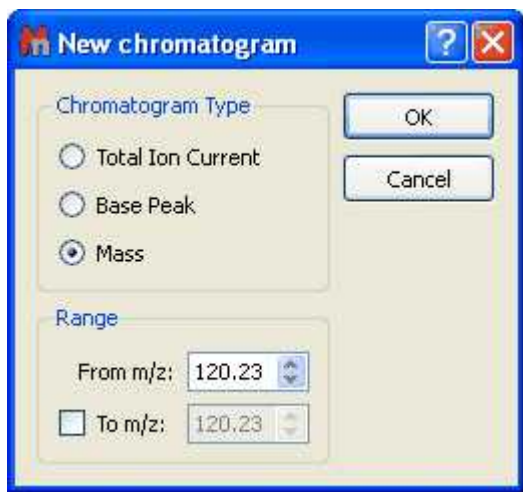 New chromatogram
Chromatogram Type
Total Ion Current
Base Peak
Mass
OK
Cancel
Range
From m/z: 120.23
To m/z: 120.23